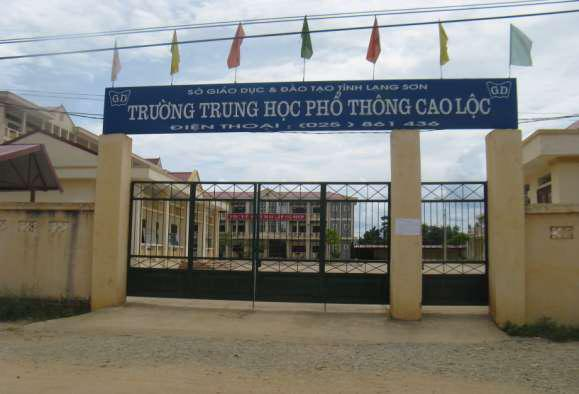 SỞ GIÁO DỤC & ĐÀO TẠO TỈNH LẠNG SƠN
G.D TRƯỜNG TRUNG HỌC PHỔ THÔNG CAO LỘC G.D
ĐIỆN THOẠI : (025) 861 436